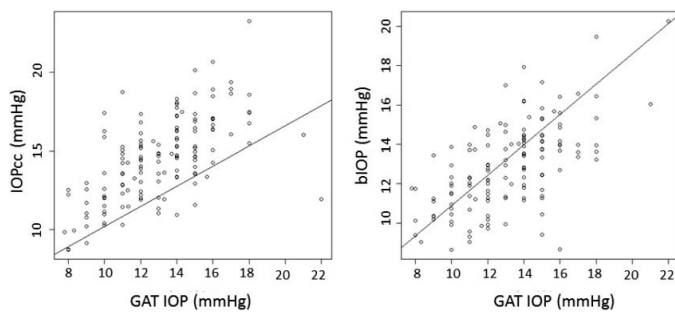 IOPcc (mmHg)
20
15
10
8 10 12 14 16 18 20 22
GAT IOP (mmHg)
bIOP (mmHg)
20
18
16
14
12
10
8 10 12 14 16 18 20 22
GAT IOP (mmHg)